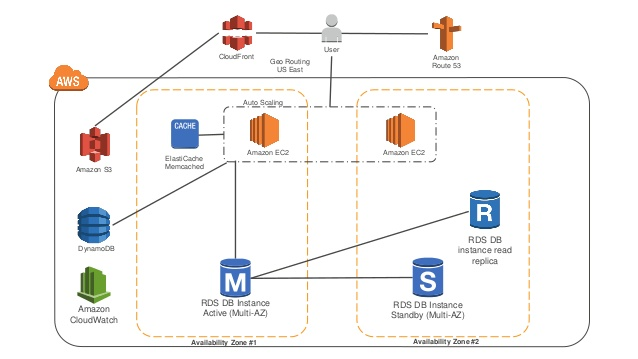 CloudFront
User
Amazon
Route 53
Geo Routing
US East
AWS
Auto Scaling
CACHE
Amazon EC2
Amazon EC2
ElastiCache
Memcached
Amazon S3
R
DynamoDB
RDS DB
instance read
replica
M
S
Amazon
CloudWatch
RDS DB Instance
Active (Multi-AZ)
RDS DB Instance
Standby (Multi-AZ)
Availability Zone #1
Availability Zone #2